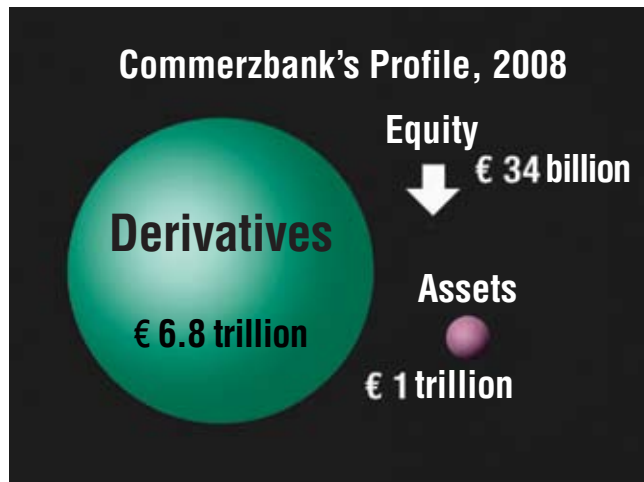 Commerzbank's Profile, 2008
Equity
€ 34 billion
Derivatives
€ 6.8 trillion
Assets
€ 1 trillion